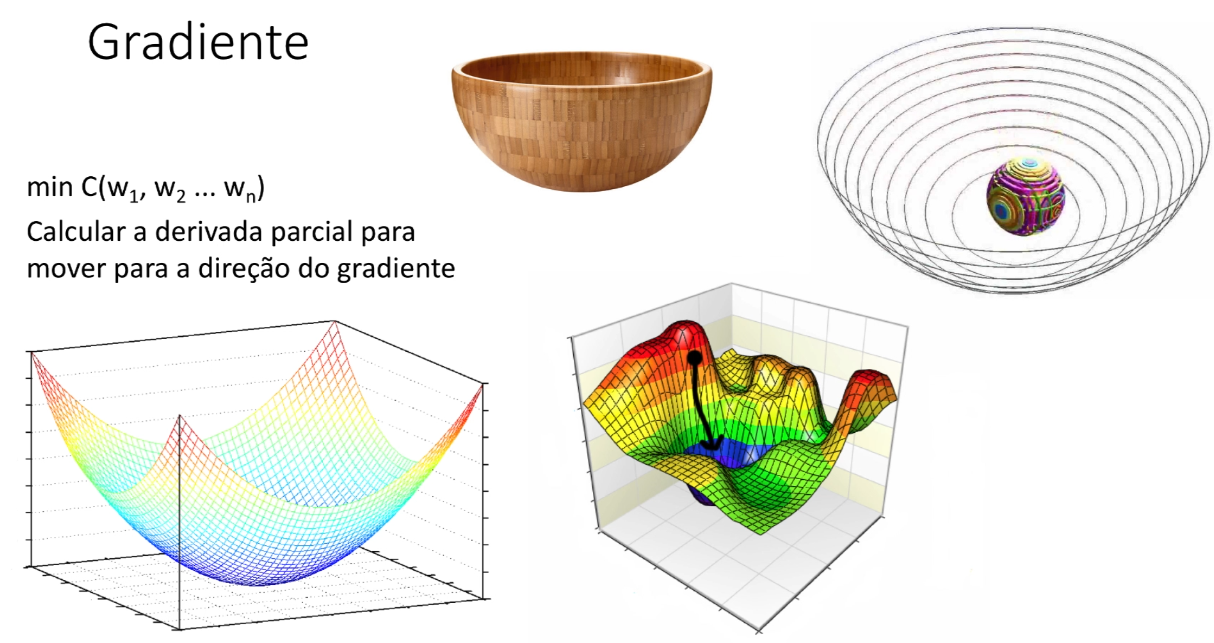 Gradiente
min C(w₁, w₂ ... wₙ)
Calcular a derivada parcial para
mover para a direção do gradiente